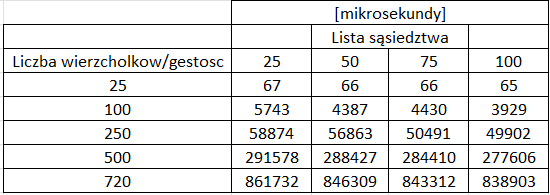 [mikrosekundy]
Lista sąsiedztwa
Liczba wierzcholkow/gestosc 25 50 75 100
25 67 66 66 65
100 5743 4387 4430 3929
250 58874 56863 50491 49902
500 291578 288427 284410 277606
720 861732 846309 843312 838903